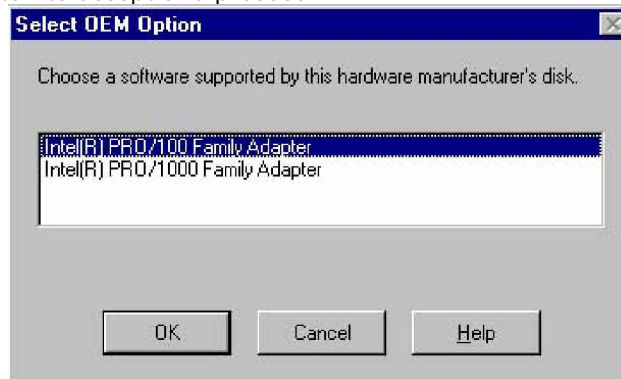 Select OEM Option
Choose a software supported by this hardware manufacturer's disk.
Intel(R) PRO/100 Family Adapter
Intel(R) PRO/1000 Family Adapter
OK
Cancel
Help